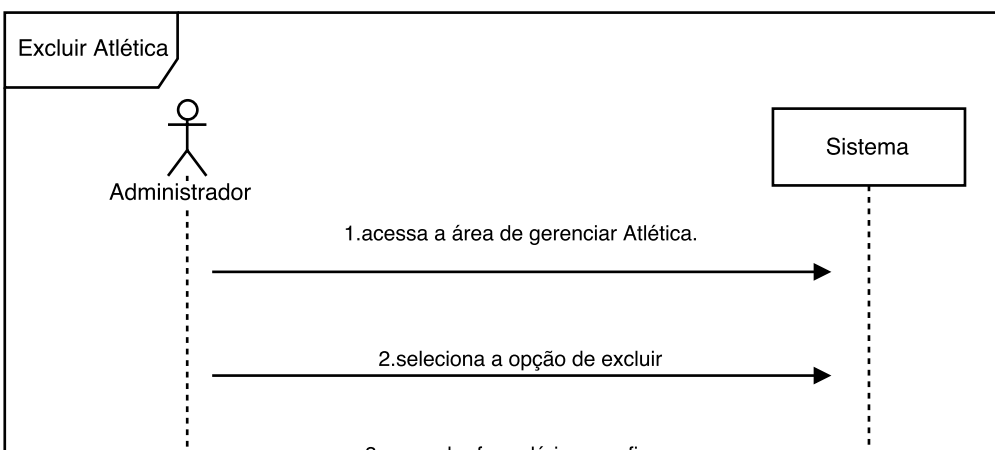 Excluir Atlética
Sistema
Administrador
1.acessa a área de gerenciar Atlética.
2.seleciona a opção de excluir